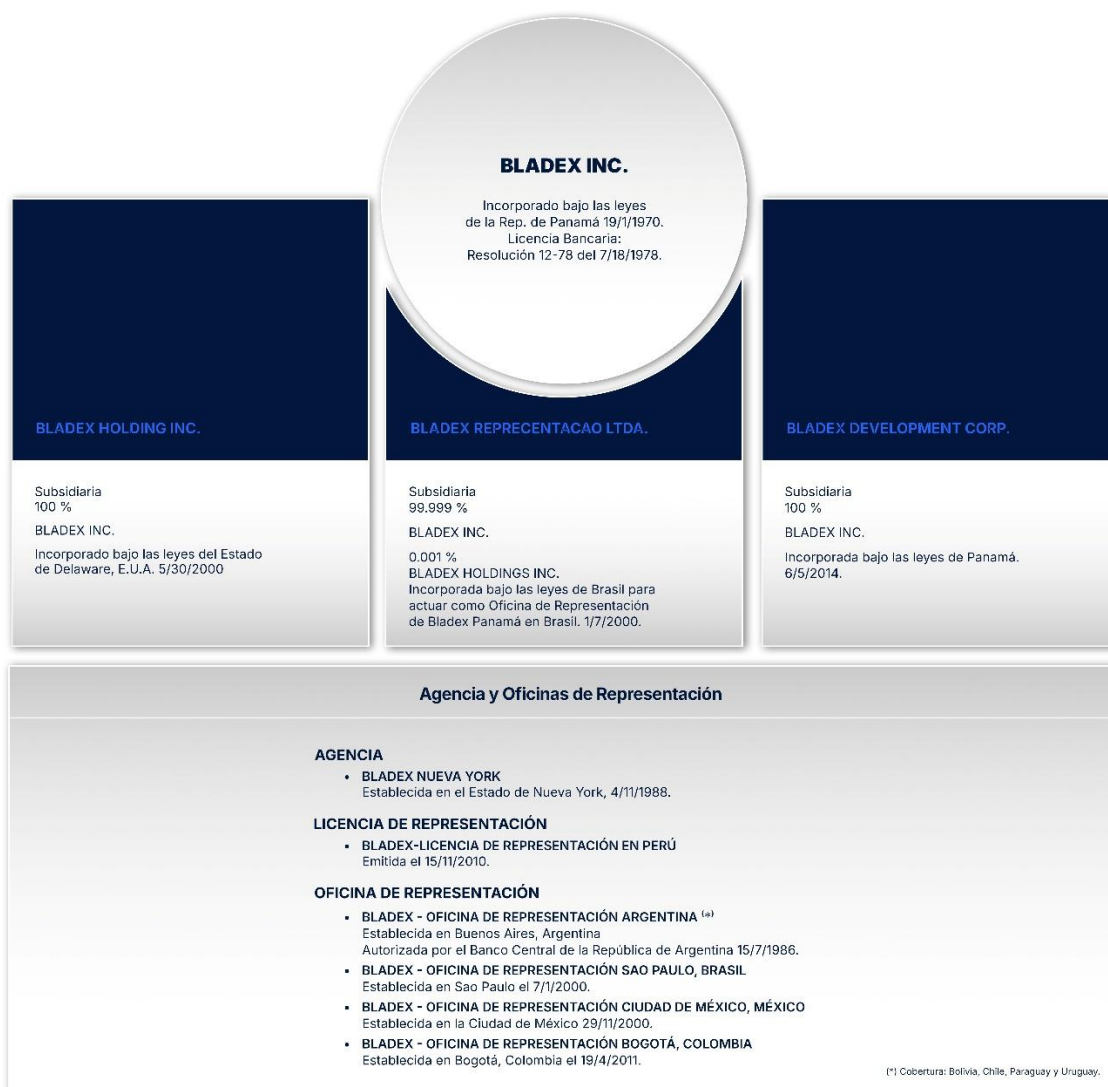 BLADEX INC.
Incorporado bajo las leyes
de la Rep. de Panamá 19/1/1970.
Licencia Bancaria:
Resolución 12-78 del 7/18/1978.
BLADEX HOLDING INC.
Subsidiaria
100 %
BLADEX INC.
Incorporado bajo las leyes del Estado
de Delaware, E.U.A. 5/30/2000
BLADEX REPRECENTACAO LTDA.
Subsidiaria
99.999 %
BLADEX INC.
0.001 %
BLADEX HOLDINGS INC.
Incorporada bajo las leyes de Brasil para
actuar como Oficina de Representación
de Bladex Panamá en Brasil. 1/7/2000.
BLADEX DEVELOPMENT CORP.
Subsidiaria
100 %
BLADEX INC.
Incorporada bajo las leyes de Panamá.
6/5/2014.
Agencia y Oficinas de Representación
AGENCIA
• BLADEX NUEVA YORK
Establecida en el Estado de Nueva York, 4/11/1988.
LICENCIA DE REPRESENTACIÓN
• BLADEX-LICENCIA DE REPRESENTACIÓN EN PERÚ
Emitida el 15/11/2010.
OFICINA DE REPRESENTACIÓN
• BLADEX - OFICINA DE REPRESENTACIÓN ARGENTINA (*)
Establecida en Buenos Aires, Argentina
Autorizada por el Banco Central de la República de Argentina 15/7/1986.
• BLADEX - OFICINA DE REPRESENTACIÓN SAO PAULO, BRASIL
Establecida en Sao Paulo el 7/1/2000.
• BLADEX - OFICINA DE REPRESENTACIÓN CIUDAD DE MÉXICO, MÉXICO
Establecida en la Ciudad de México 29/11/2000.
• BLADEX - OFICINA DE REPRESENTACIÓN BOGOTÁ, COLOMBIA
Establecida en Bogotá, Colombia el 19/4/2011.
(*) Cobertura: Bolivia, Chile, Paraguay y Uruguay.